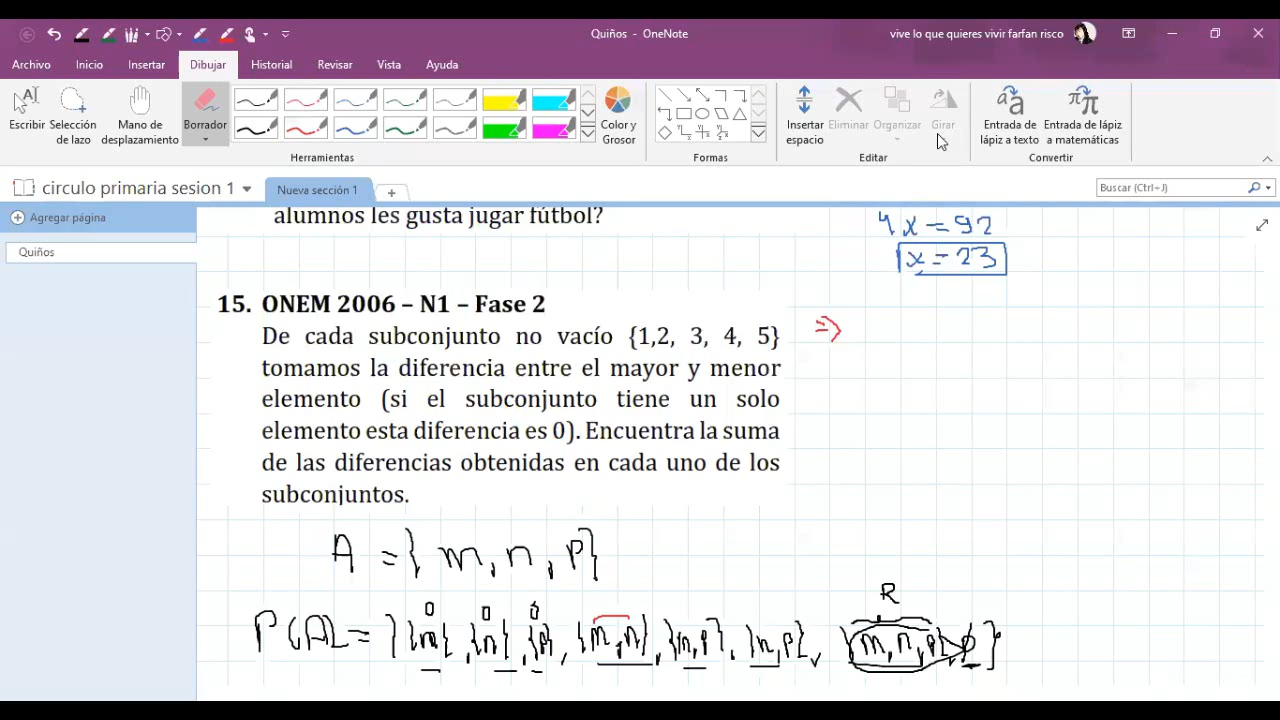 Quiños - OneNote
vive lo que quieres vivir farfan risco
Archivo Inicio Insertar Dibujar Historial Revisar Vista Ayuda
Escribir
Selección de lazo
Mano de desplazamiento
Borrador
Color y Grosor
Insertar espacio
Eliminar
Organizar
Girar
Entrada de lápiz a texto
Entrada de lápiz a matemáticas
Herramientas Formas Editar Convertir
circulo primaria sesion 1
Nueva sección 1
Buscar (Ctrl+J)
Agregar página
Quiños
alumnos les gusta jugar fútbol?
4x = 92
x = 23
15. ONEM 2006 – N1 – Fase 2
De cada subconjunto no vacío {1,2, 3, 4, 5}
tomamos la diferencia entre el mayor y menor
elemento (si el subconjunto tiene un solo
elemento esta diferencia es 0). Encuentra la suma
de las diferencias obtenidas en cada uno de los
subconjuntos.
⇒
A = {m, n, p}
R
0 0 0
P(A) = {{m}, {n}, {p}, {m,n}, {m,p}, {n,p}, {m,n,p}, ϕ}